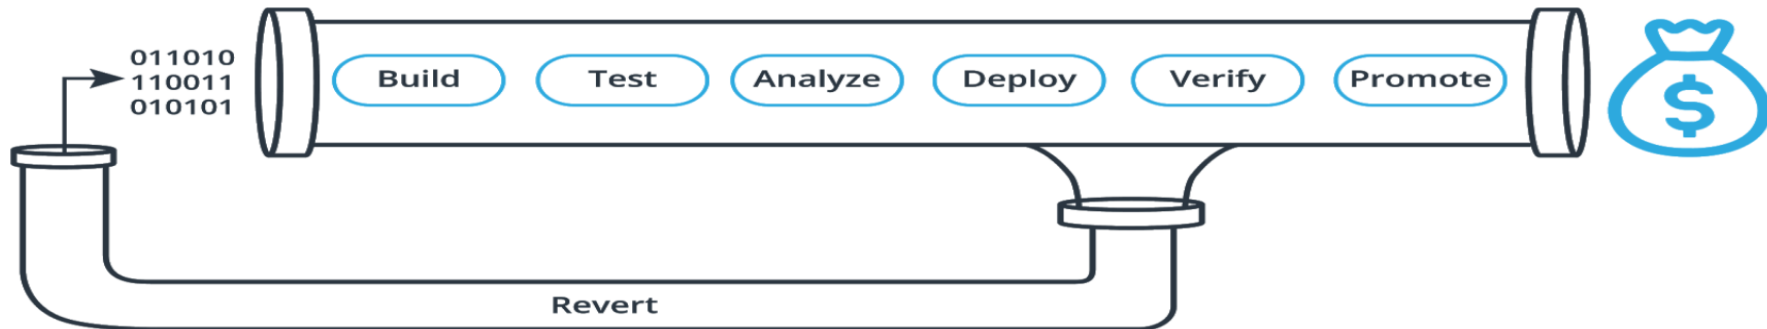 011010
110011
010101
Build
Test
Analyze
Deploy
Verify
Promote
$
Revert